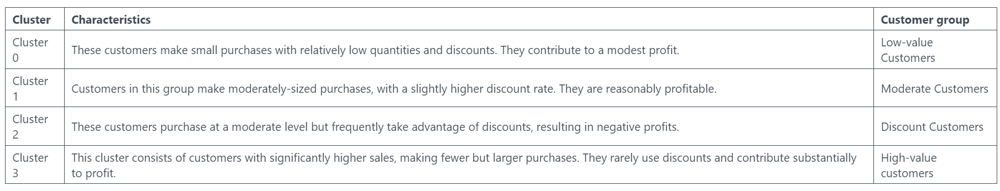 Cluster Characteristics Customer group
Cluster 0 These customers make small purchases with relatively low quantities and discounts. They contribute to a modest profit. Low-value Customers
Cluster 1 Customers in this group make moderately-sized purchases, with a slightly higher discount rate. They are reasonably profitable. Moderate Customers
Cluster 2 These customers purchase at a moderate level but frequently take advantage of discounts, resulting in negative profits. Discount Customers
Cluster 3 This cluster consists of customers with significantly higher sales, making fewer but larger purchases. They rarely use discounts and contribute substantially to profit. High-value customers